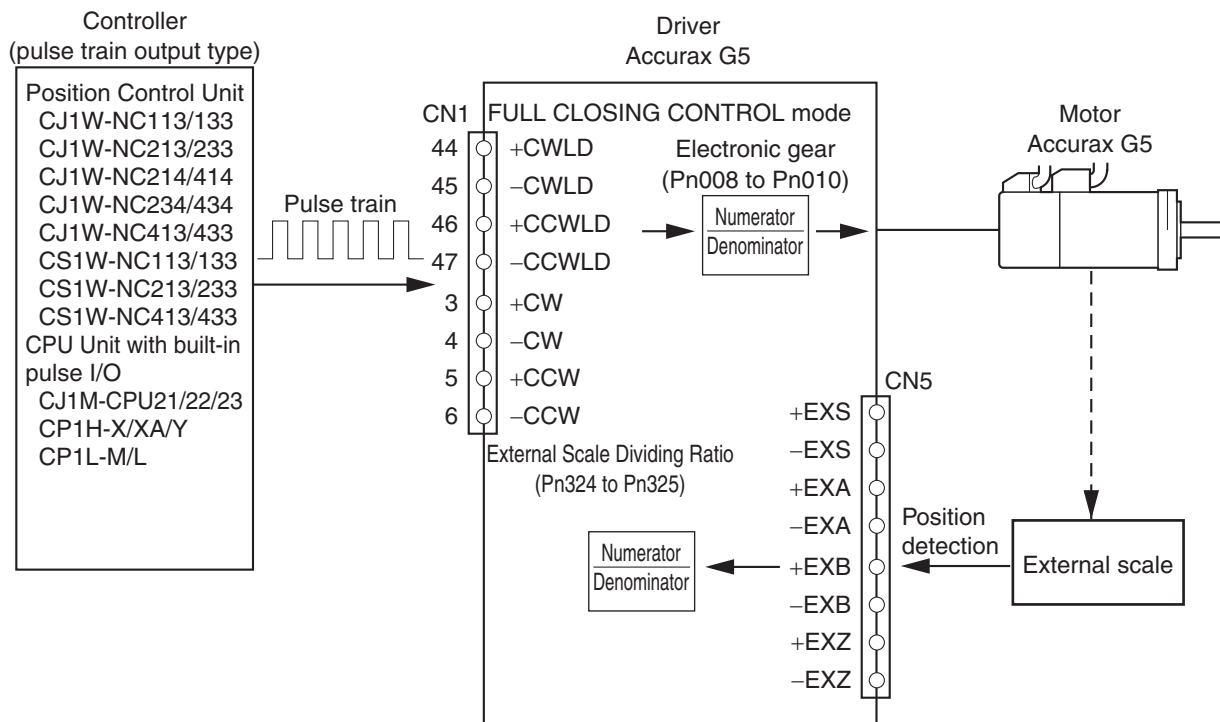 Controller
(pulse train output type)
Position Control Unit
CJ1W-NC113/133
CJ1W-NC213/233
CJ1W-NC214/414
CJ1W-NC234/434
CJ1W-NC413/433
CS1W-NC113/133
CS1W-NC213/233
CS1W-NC413/433
CPU Unit with built-in
pulse I/O
CJ1M-CPU21/22/23
CP1H-X/XA/Y
CP1L-M/L
Pulse train
Driver
Accurax G5
CN1
FULL CLOSING CONTROL mode
44 +CWLD
45 −CWLD
46 +CCWLD
47 −CCWLD
3 +CW
4 −CW
5 +CCW
6 −CCW
Electronic gear
(Pn008 to Pn010)
Numerator
Denominator
External Scale Dividing Ratio
(Pn324 to Pn325)
Numerator
Denominator
CN5
+EXS
−EXS
+EXA
−EXA
+EXB
−EXB
+EXZ
−EXZ
Motor
Accurax G5
Position
detection
External scale